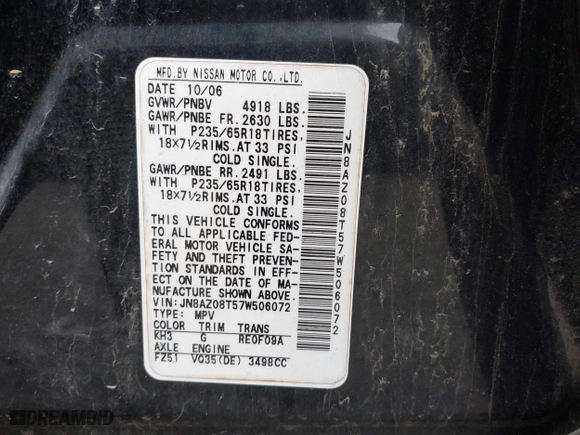 MFD.BY NISSAN MOTOR CO.,LTD.
DATE 10/06
GVWR/PNBV 4918 LBS.
GAWR/PNBE FR. 2630 LBS.
WITH P235/65R18TIRES,
18×7½RIMS.AT 33 PSI
COLD SINGLE.
GAWR/PNBE RR. 2491 LBS.
WITH P235/65R18TIRES,
18×7½RIMS.AT 33 PSI
COLD SINGLE.
THIS VEHICLE CONFORMS
TO ALL APPLICABLE FED-
ERAL MOTOR VEHICLE SA-
FETY AND THEFT PREVENT-
ION STANDARDS IN EFF-
ECT ON THE DATE OF MA-
NUFACTURE SHOWN ABOVE.
VIN:JN8AZ08T57W506072
TYPE: MPV
COLOR TRIM TRANS
KH3 G RE0F09A
AXLE ENGINE
FZ51 VQ35(DE) 3498CC
JN8AZ08T57W506072
DREAMBID